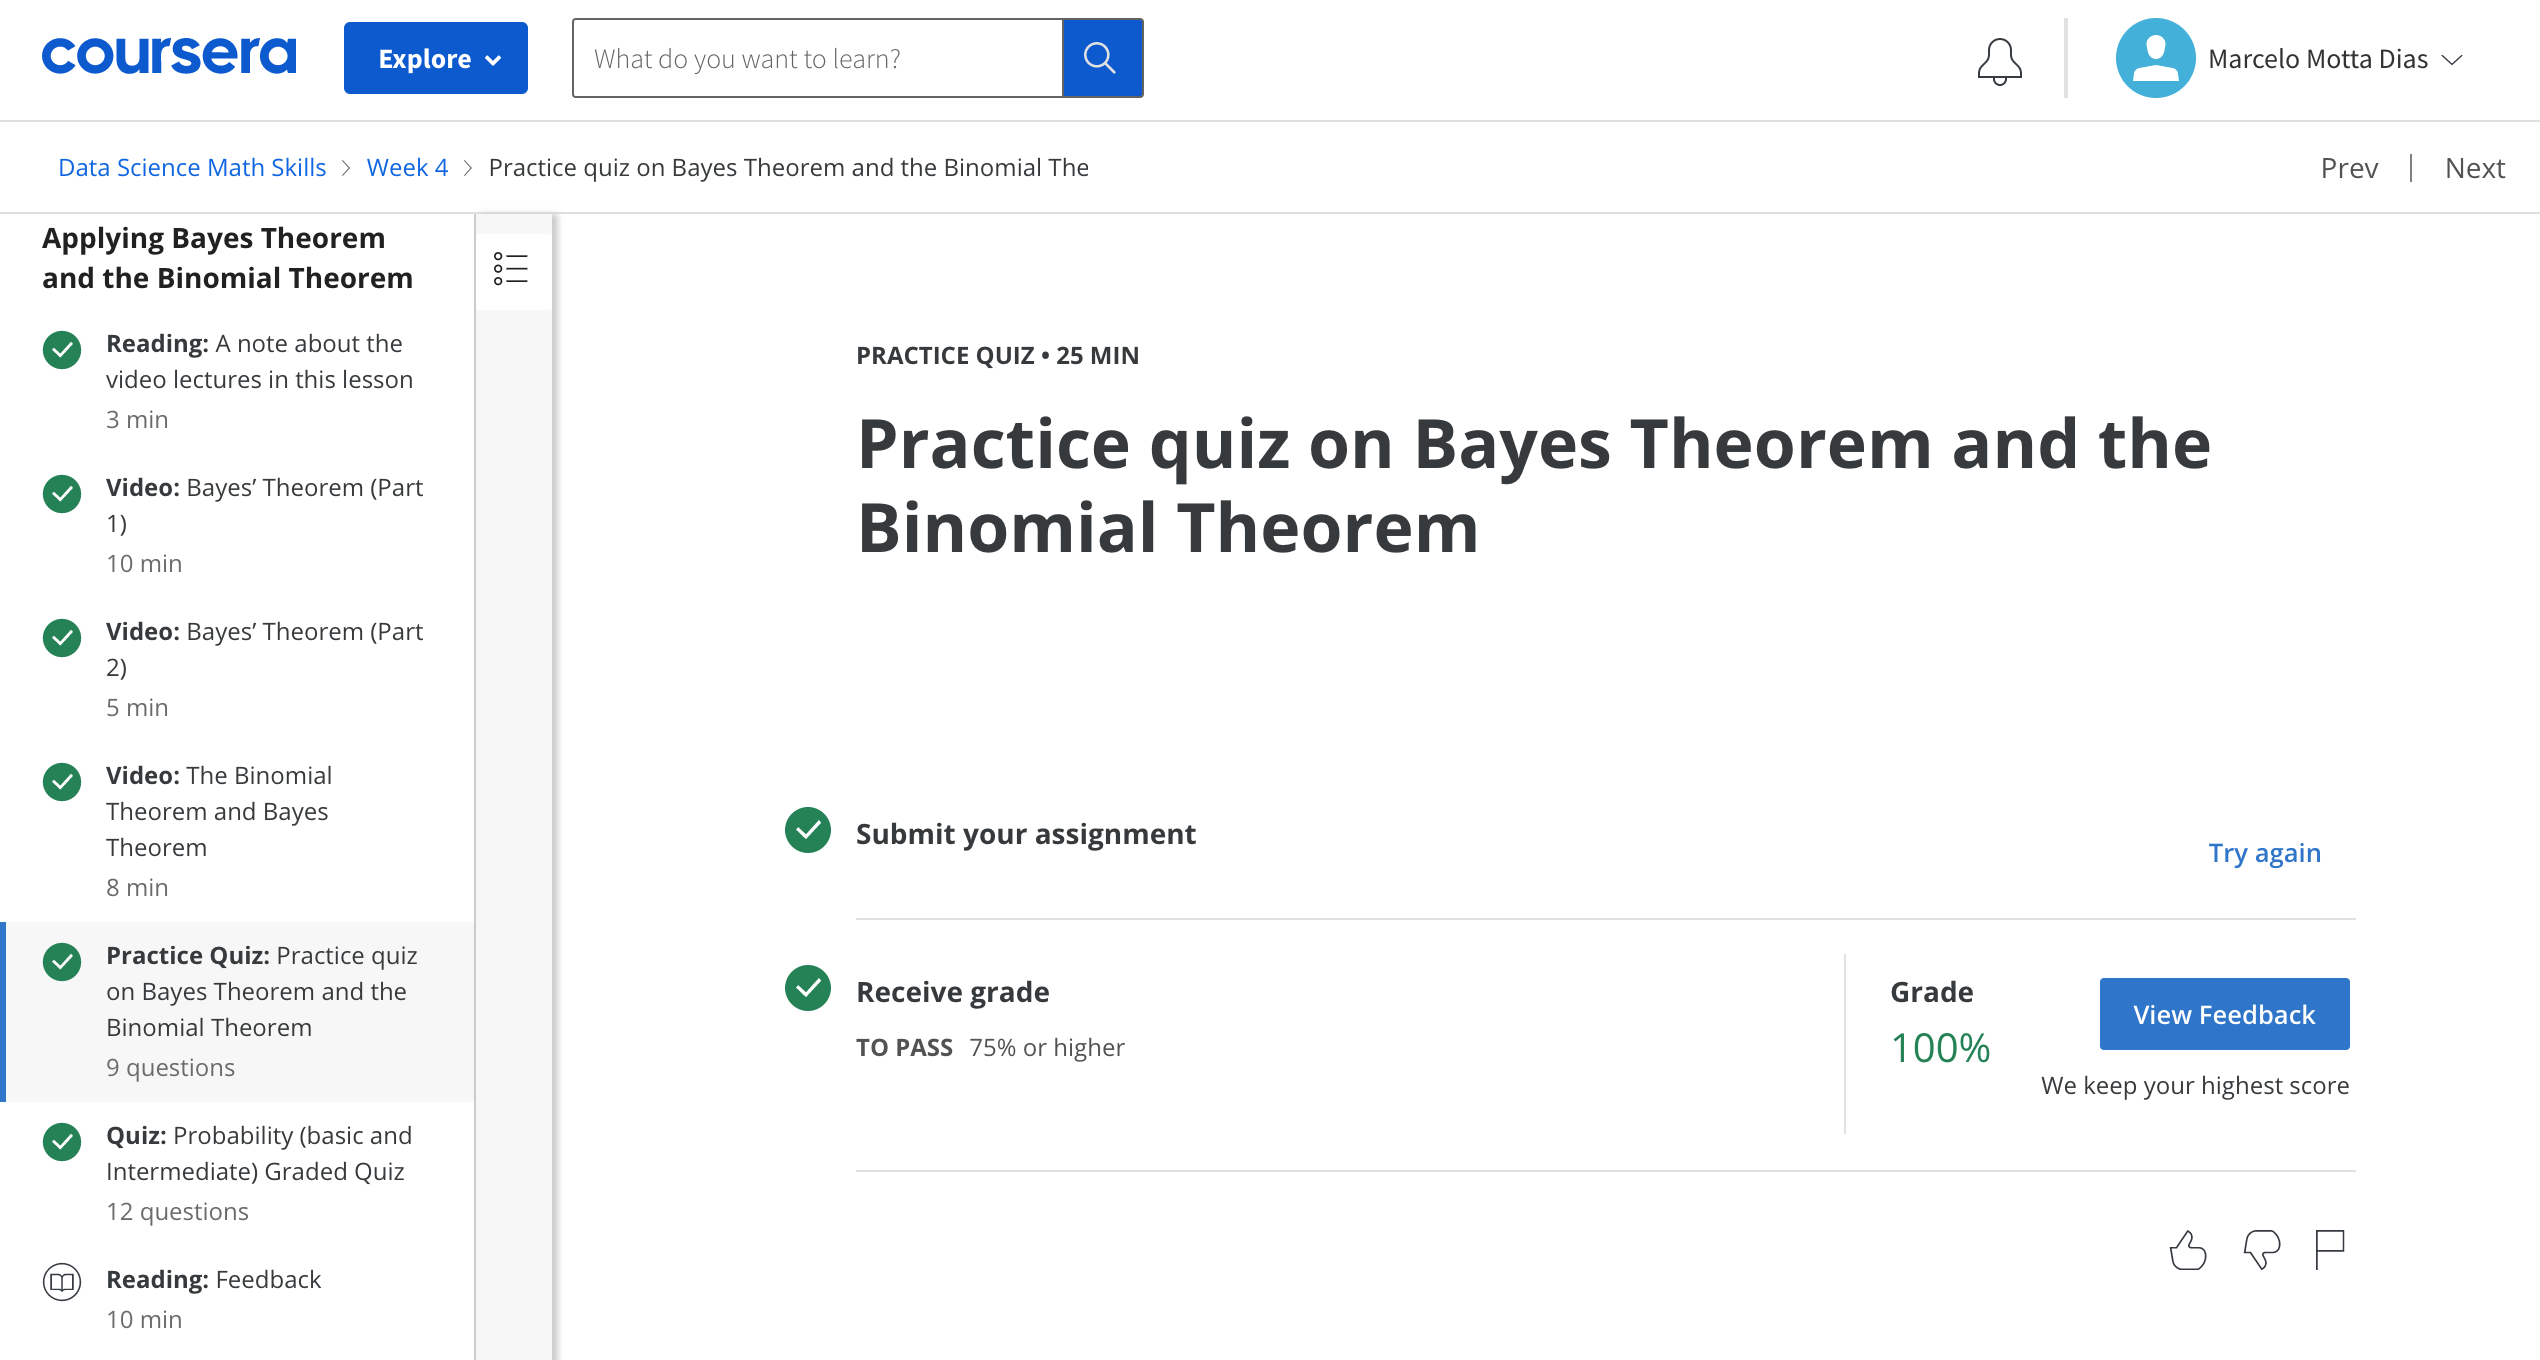 coursera
Explore
What do you want to learn?
Marcelo Motta Dias
Data Science Math Skills
Week 4
Practice quiz on Bayes Theorem and the Binomial The
Prev | Next
Applying Bayes Theorem
and the Binomial Theorem
Reading: A note about the
video lectures in this lesson
3 min
Video: Bayes’ Theorem (Part
1)
10 min
Video: Bayes’ Theorem (Part
2)
5 min
Video: The Binomial
Theorem and Bayes
Theorem
8 min
Practice Quiz: Practice quiz
on Bayes Theorem and the
Binomial Theorem
9 questions
Quiz: Probability (basic and
Intermediate) Graded Quiz
12 questions
Reading: Feedback
10 min
PRACTICE QUIZ • 25 MIN
Practice quiz on Bayes Theorem and the
Binomial Theorem
Submit your assignment
Try again
Receive grade
TO PASS 75% or higher
Grade
100%
View Feedback
We keep your highest score